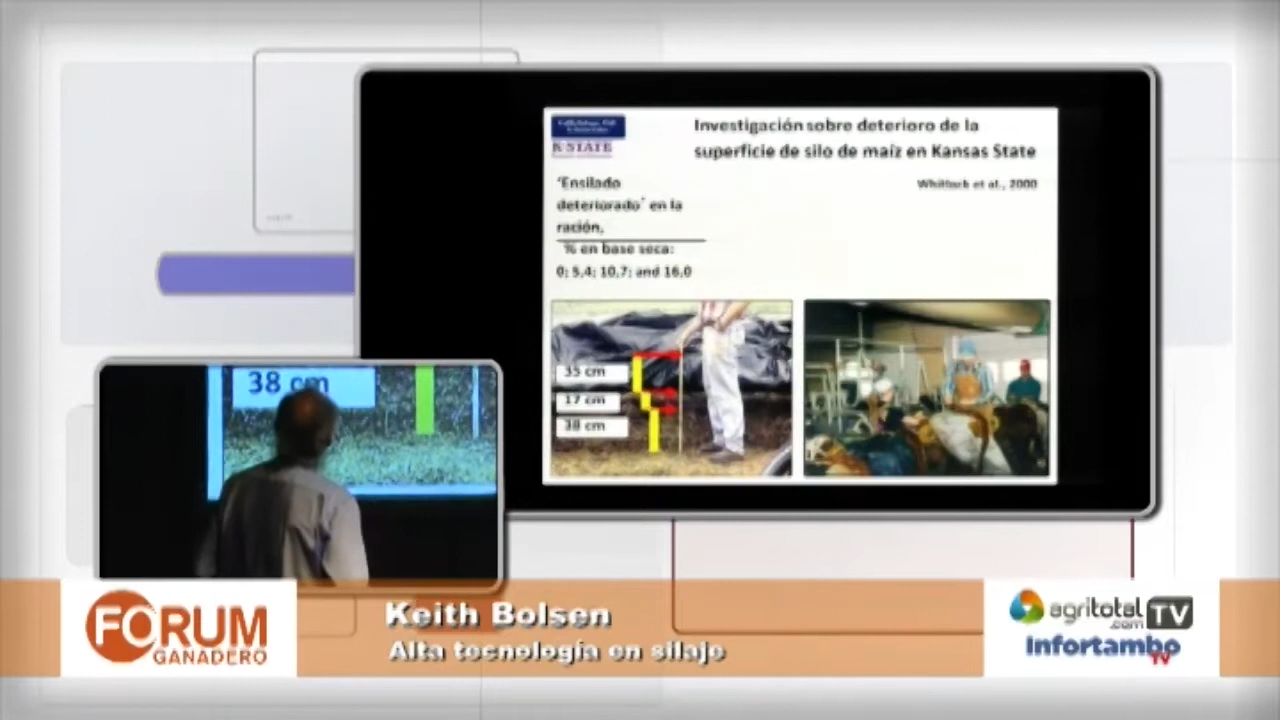 K-STATE
Investigación sobre deterioro de la
superficie de silo de maíz en Kansas State
Whitlock et al., 2000
'Ensilado
deteriorado' en la
ración,
% en base seca:
0; 5,4; 10,7; and 16,0
35 cm
17 cm
38 cm
38 cm
FORUM
GANADERO
Keith Bolsen
Alta tecnología en silaje
agritotal
.com
TV
Infortambo
TV